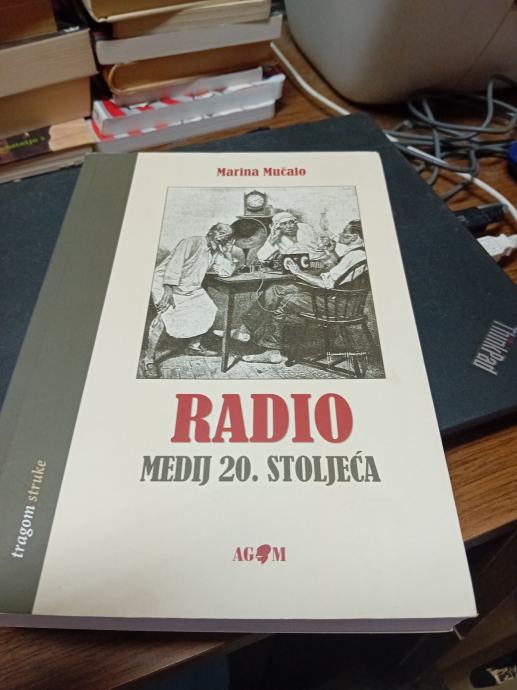 Marina Mučalo
RADIO
MEDIJ 20. STOLJEĆA
AGM
tragom struke
ThinkPad